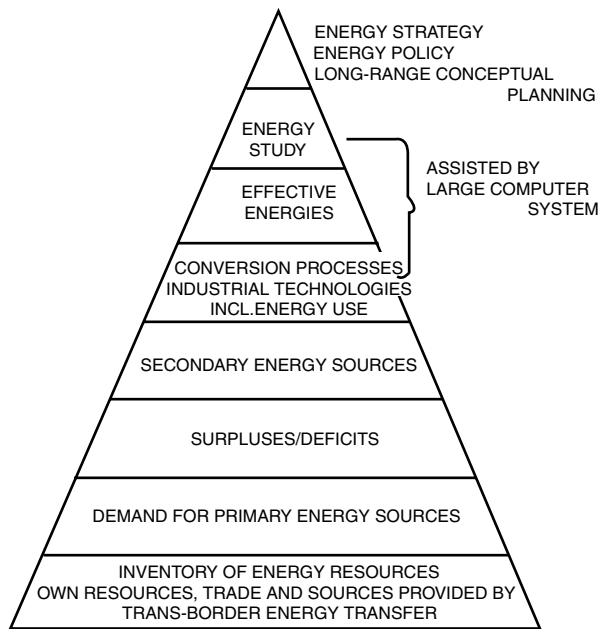 ENERGY STRATEGY
ENERGY POLICY
LONG-RANGE CONCEPTUAL
PLANNING
ENERGY
STUDY
ASSISTED BY
LARGE COMPUTER
SYSTEM
EFFECTIVE
ENERGIES
CONVERSION PROCESSES
INDUSTRIAL TECHNOLOGIES
INCL.ENERGY USE
SECONDARY ENERGY SOURCES
SURPLUSES/DEFICITS
DEMAND FOR PRIMARY ENERGY SOURCES
INVENTORY OF ENERGY RESOURCES
OWN RESOURCES, TRADE AND SOURCES PROVIDED BY
TRANS-BORDER ENERGY TRANSFER